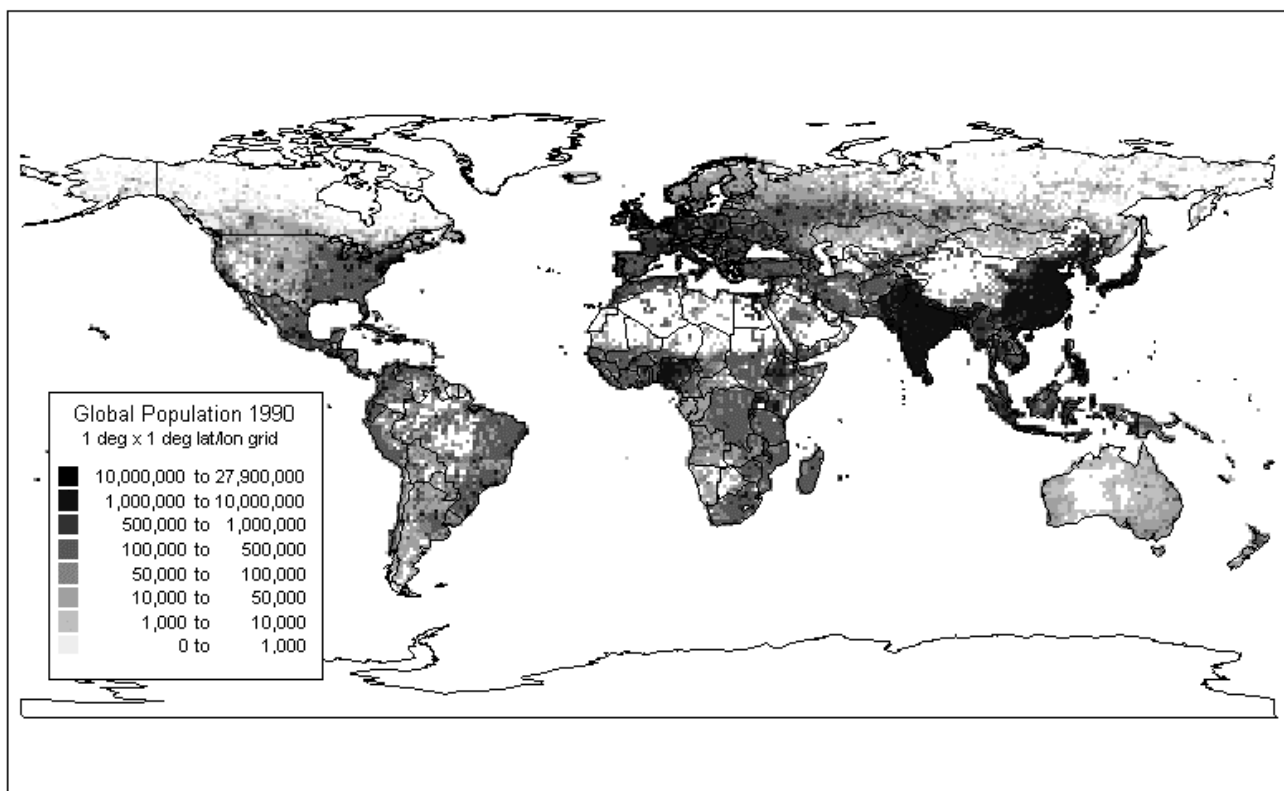 Global Population 1990
1 deg x 1 deg lat/lon grid
10,000,000 to 27,900,000
1,000,000 to 10,000,000
500,000 to 1,000,000
100,000 to 500,000
50,000 to 100,000
10,000 to 50,000
1,000 to 10,000
0 to 1,000